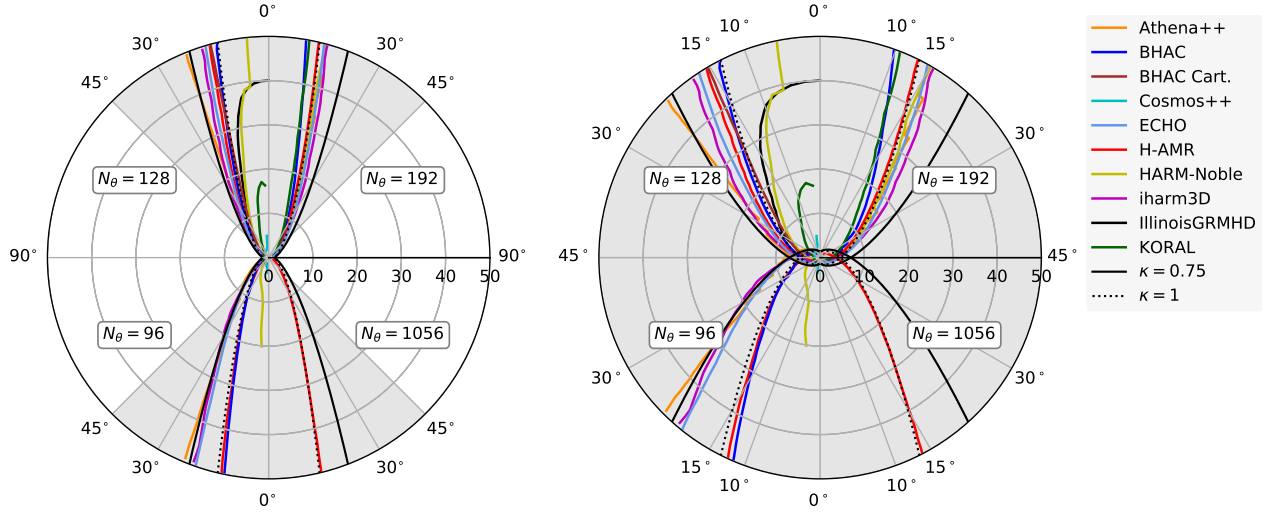 0°
30° 30°
45° 45°
N_θ = 128 N_θ = 192
90° 90°
0 10 20 30 40 50
N_θ = 96 N_θ = 1056
45° 45°
30° 30°
0°
0°
10° 10°
15° 15°
30° 30°
N_θ = 128 N_θ = 192
45° 45°
0 10 20 30 40 50
N_θ = 96 N_θ = 1056
30° 30°
15° 15°
10° 10°
0°
Athena++
BHAC
BHAC Cart.
Cosmos++
ECHO
H-AMR
HARM-Noble
iharm3D
IllinoisGRMHD
KORAL
κ = 0.75
κ = 1